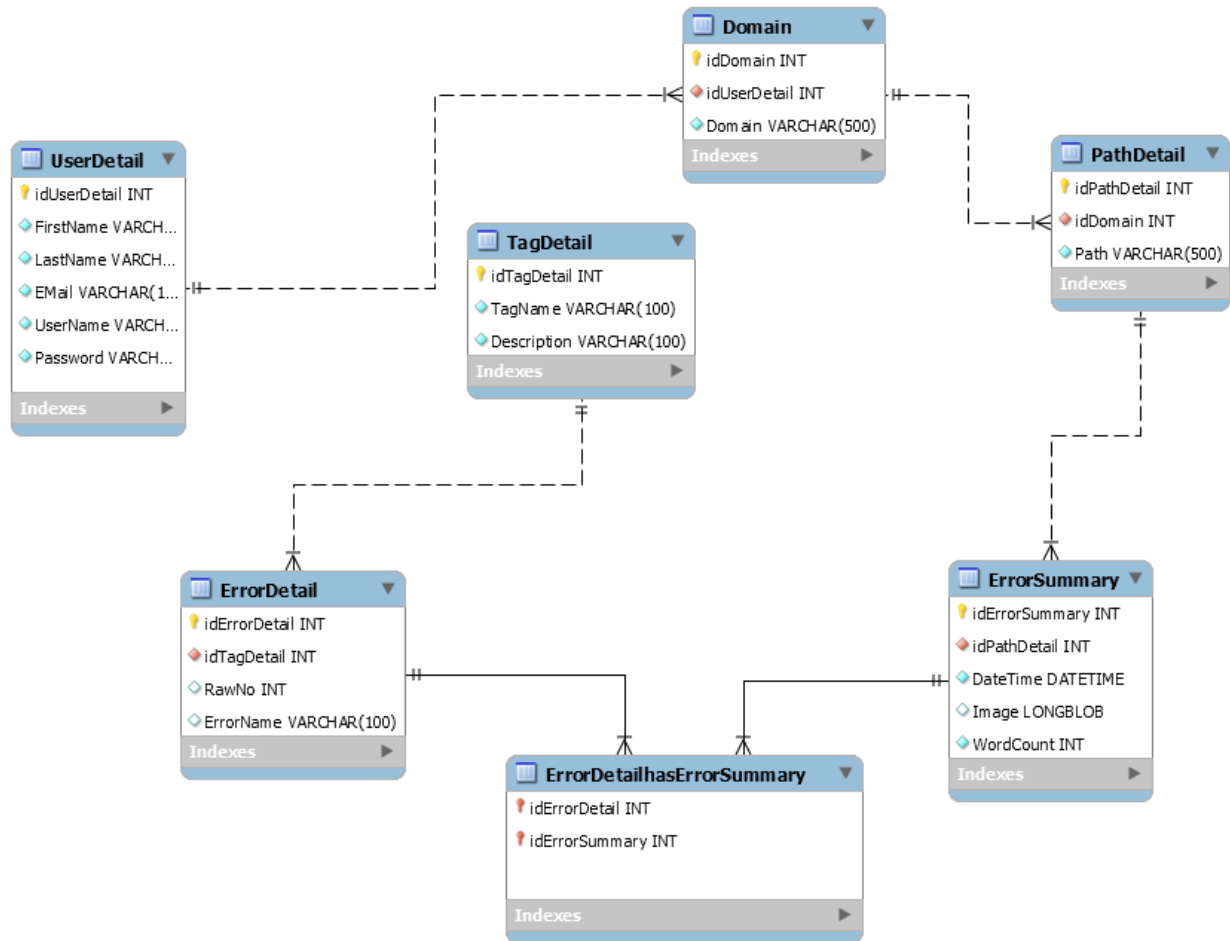 Domain
idDomain INT
idUserDetail INT
Domain VARCHAR(500)
Indexes
UserDetail
idUserDetail INT
FirstName VARCH...
LastName VARCH...
EMail VARCHAR(1...
UserName VARCH...
Password VARCH...
Indexes
PathDetail
idPathDetail INT
idDomain INT
Path VARCHAR(500)
Indexes
TagDetail
idTagDetail INT
TagName VARCHAR(100)
Description VARCHAR(100)
Indexes
ErrorDetail
idErrorDetail INT
idTagDetail INT
RawNo INT
ErrorName VARCHAR(100)
Indexes
ErrorSummary
idErrorSummary INT
idPathDetail INT
DateTime DATETIME
Image LONGBLOB
WordCount INT
Indexes
ErrorDetailhasErrorSummary
idErrorDetail INT
idErrorSummary INT
Indexes